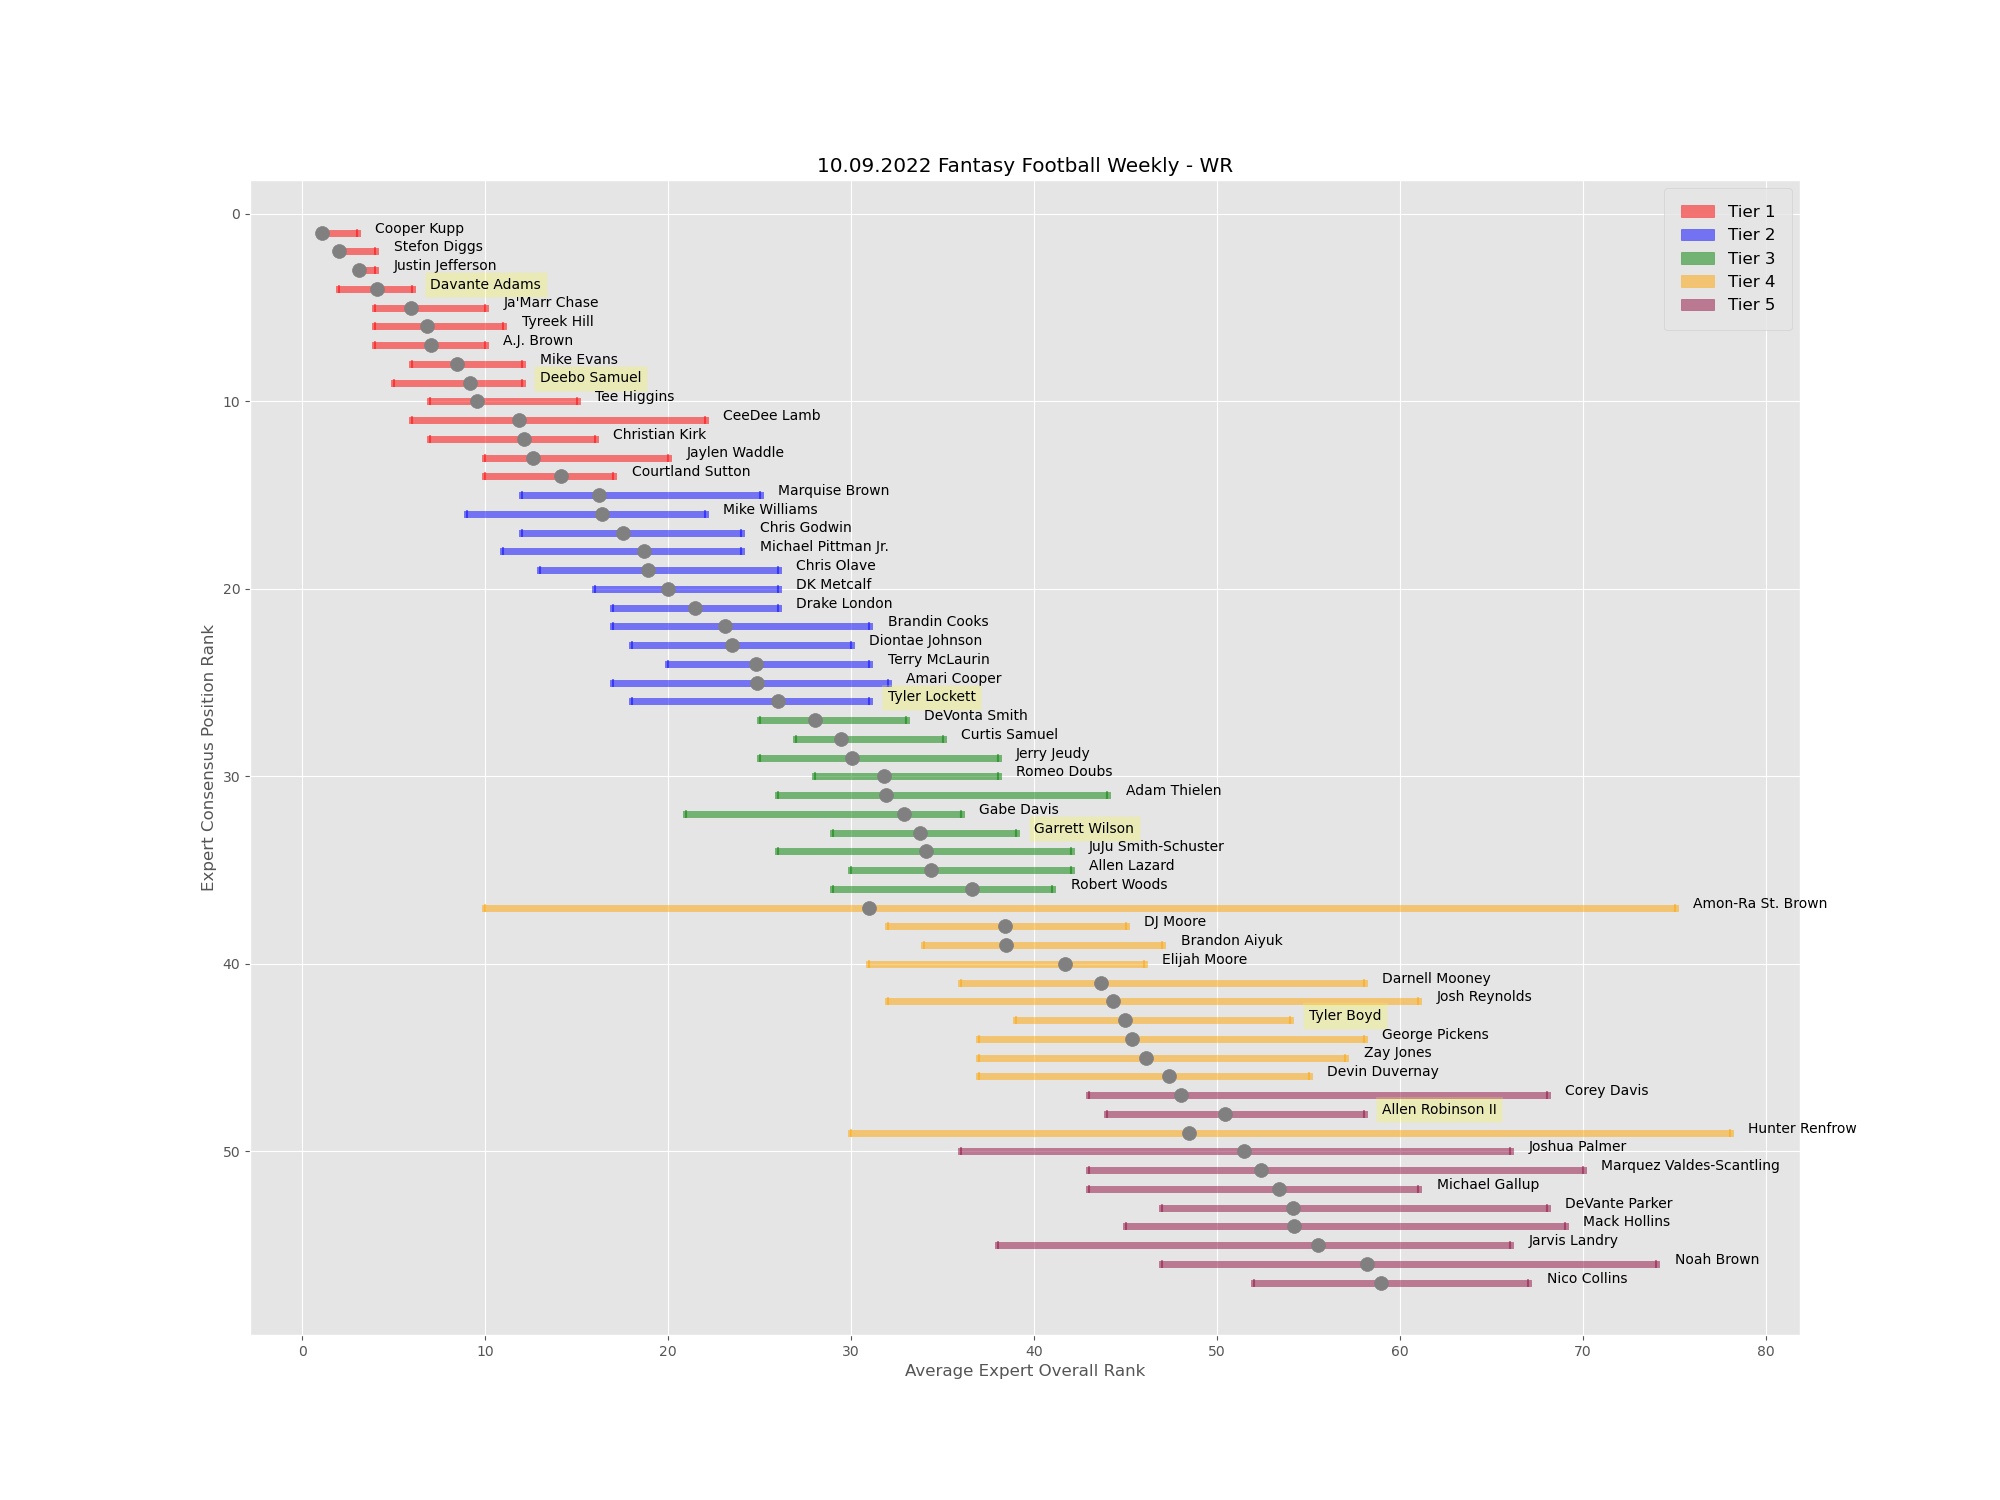 10.09.2022 Fantasy Football Weekly - WR
Tier 1
Tier 2
Tier 3
Tier 4
Tier 5
Expert Consensus Position Rank
0
10
20
30
40
50
Cooper Kupp
Stefon Diggs
Justin Jefferson
Davante Adams
Ja'Marr Chase
Tyreek Hill
A.J. Brown
Mike Evans
Deebo Samuel
Tee Higgins
CeeDee Lamb
Christian Kirk
Jaylen Waddle
Courtland Sutton
Marquise Brown
Mike Williams
Chris Godwin
Michael Pittman Jr.
Chris Olave
DK Metcalf
Drake London
Brandin Cooks
Diontae Johnson
Terry McLaurin
Amari Cooper
Tyler Lockett
DeVonta Smith
Curtis Samuel
Jerry Jeudy
Romeo Doubs
Adam Thielen
Gabe Davis
Garrett Wilson
JuJu Smith-Schuster
Allen Lazard
Robert Woods
Amon-Ra St. Brown
DJ Moore
Brandon Aiyuk
Elijah Moore
Darnell Mooney
Josh Reynolds
Tyler Boyd
George Pickens
Zay Jones
Devin Duvernay
Corey Davis
Allen Robinson II
Hunter Renfrow
Joshua Palmer
Marquez Valdes-Scantling
Michael Gallup
DeVante Parker
Mack Hollins
Jarvis Landry
Noah Brown
Nico Collins
0 10 20 30 40 50 60 70 80
Average Expert Overall Rank